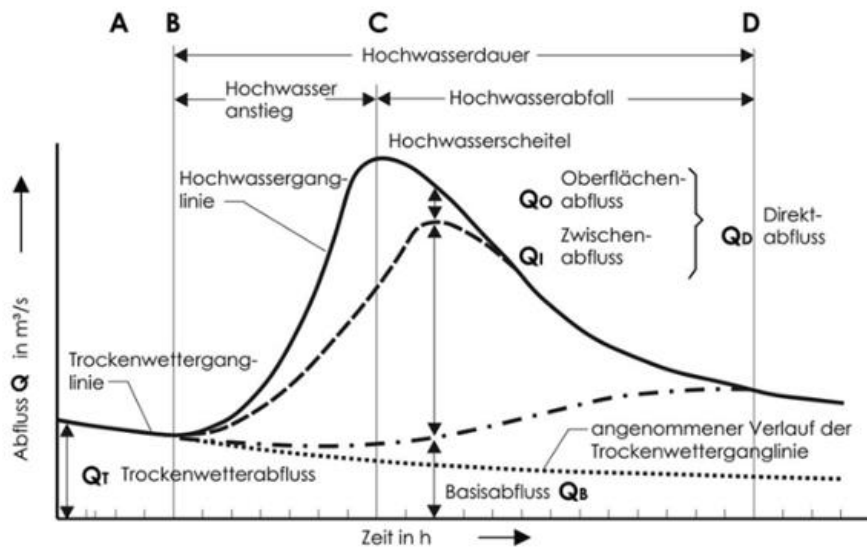 A B C D
Hochwasserdauer
Hochwasser
anstieg
Hochwasserabfall
Hochwasserscheitel
Hochwassergang-
linie
QO Oberflächen-
abfluss
QI Zwischen-
abfluss
QD Direkt-
abfluss
Abfluss Q in m³/s
Trockenwettergang-
linie
angenommener Verlauf der
Trockenwetterganglinie
QT Trockenwetterabfluss
Basisabfluss QB
Zeit in h